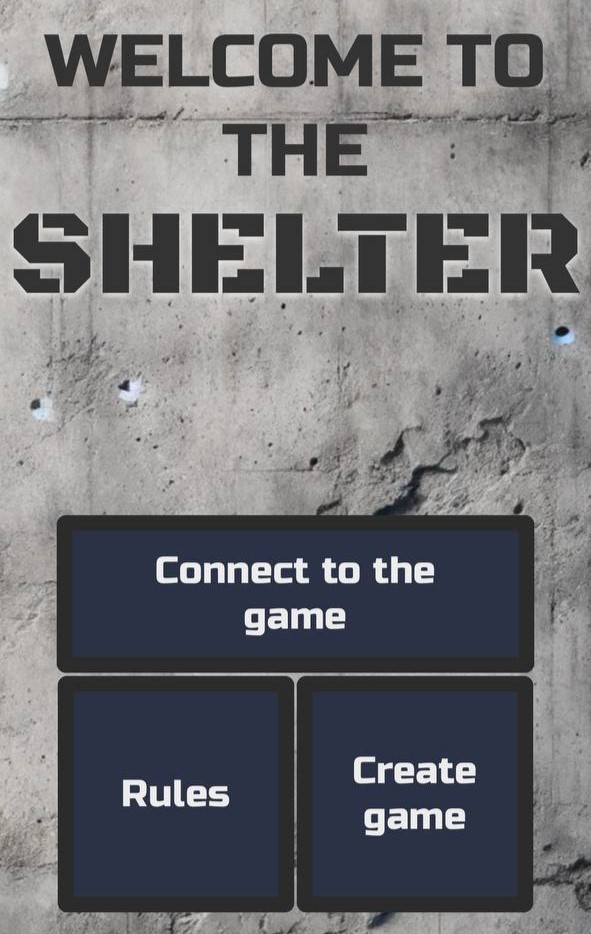 WELCOME TO
THE
SHELTER
Connect to the
game
Rules
Create
game